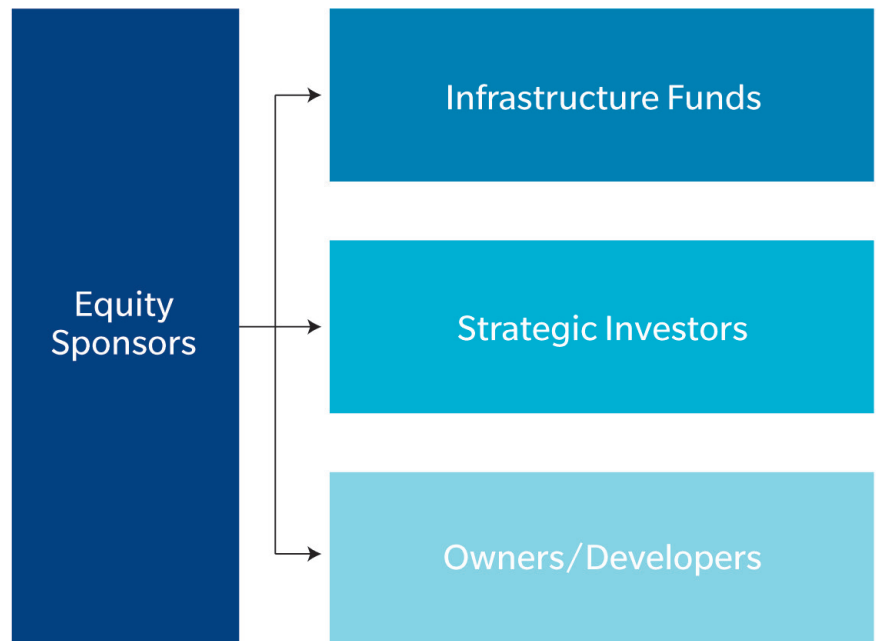 Equity
Sponsors
Infrastructure Funds
Strategic Investors
Owners/Developers